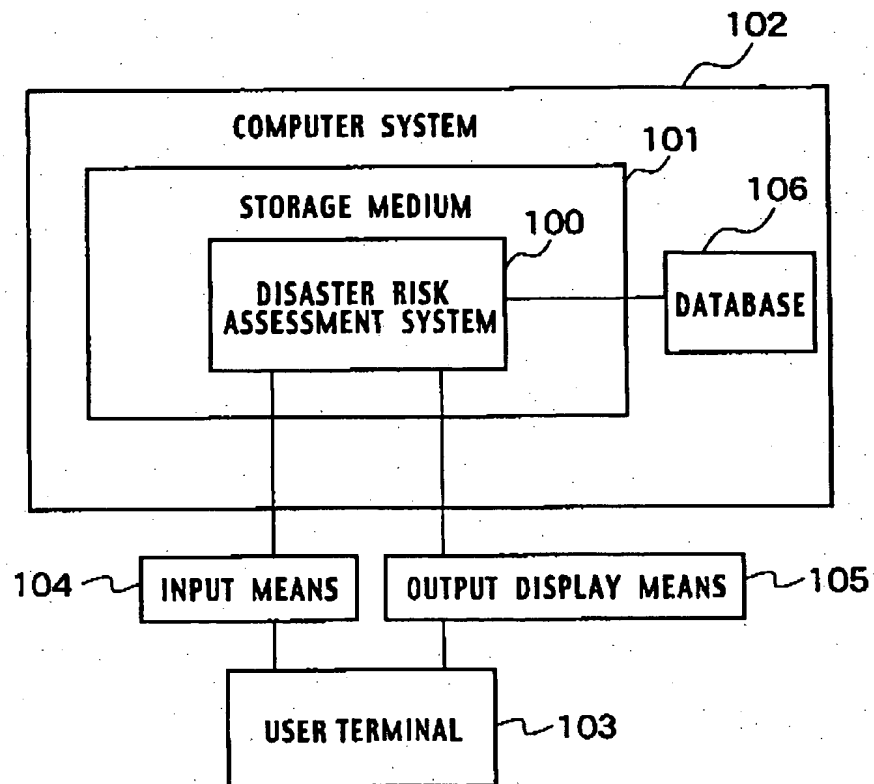 102
COMPUTER SYSTEM
101
STORAGE MEDIUM
106
100
DISASTER RISK
ASSESSMENT SYSTEM
DATABASE
104
INPUT MEANS
OUTPUT DISPLAY MEANS
105
USER TERMINAL
103